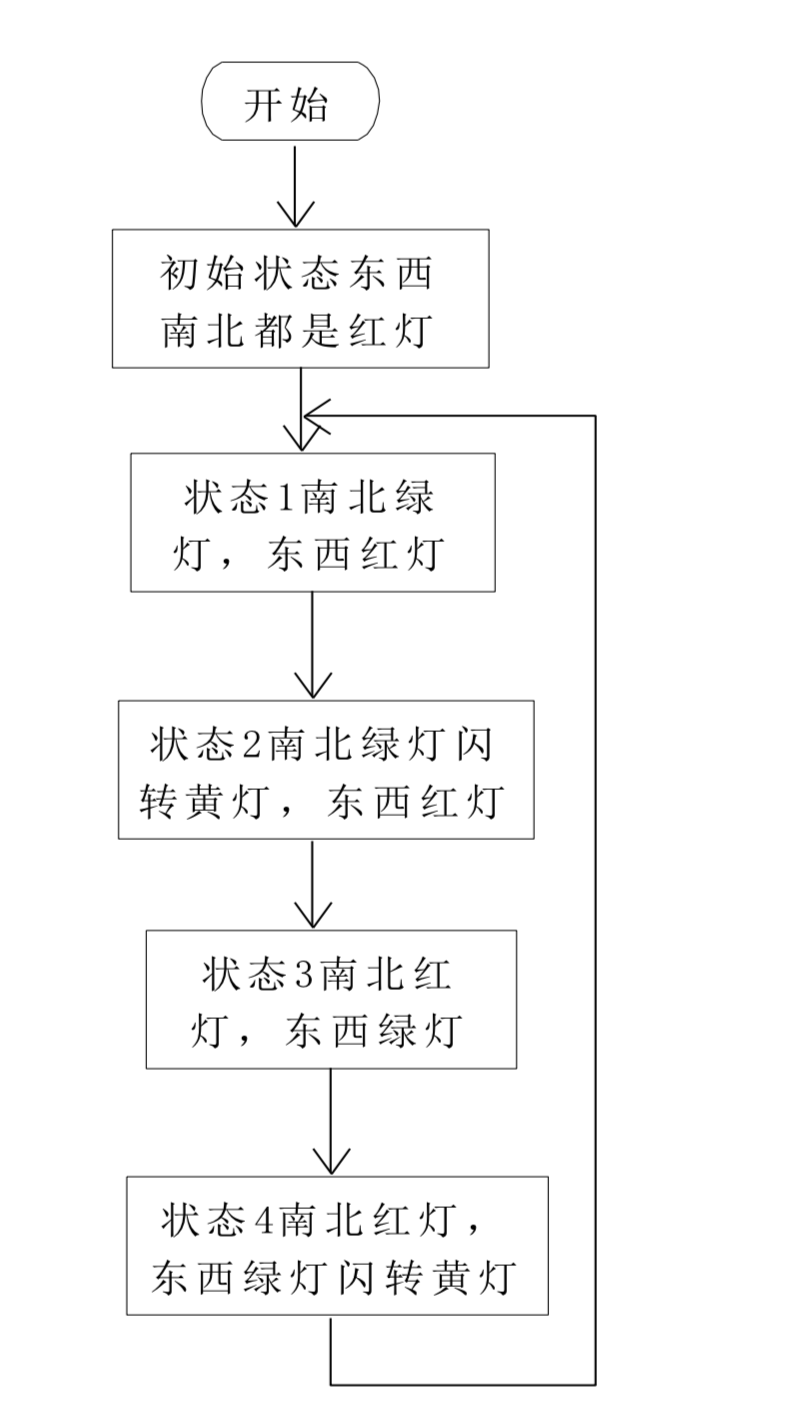 开始
初始状态东西
南北都是红灯
状态1南北绿
灯，东西红灯
状态2南北绿灯闪
转黄灯，东西红灯
状态3南北红
灯，东西绿灯
状态4南北红灯，
东西绿灯闪转黄灯